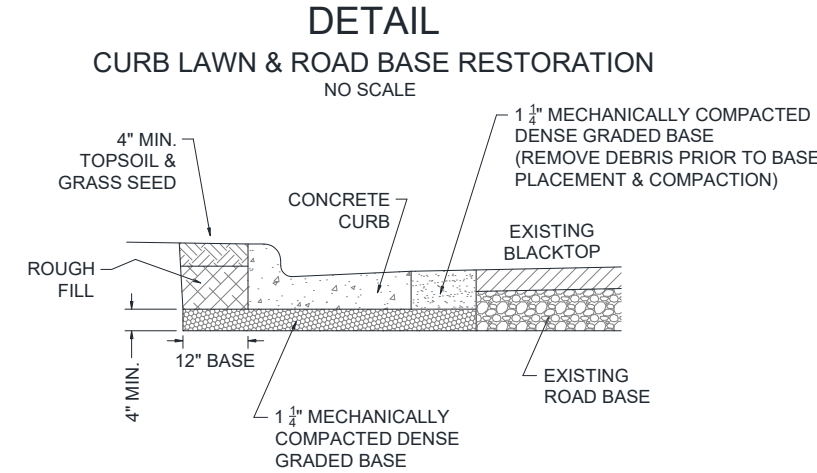 DETAIL
CURB LAWN & ROAD BASE RESTORATION
NO SCALE
4" MIN.
TOPSOIL &
GRASS SEED
CONCRETE
CURB
1 1/4" MECHANICALLY COMPACTED
DENSE GRADED BASE
(REMOVE DEBRIS PRIOR TO BASE
PLACEMENT & COMPACTION)
EXISTING
BLACKTOP
ROUGH
FILL
4" MIN.
12" BASE
1 1/4" MECHANICALLY
COMPACTED DENSE
GRADED BASE
EXISTING
ROAD BASE